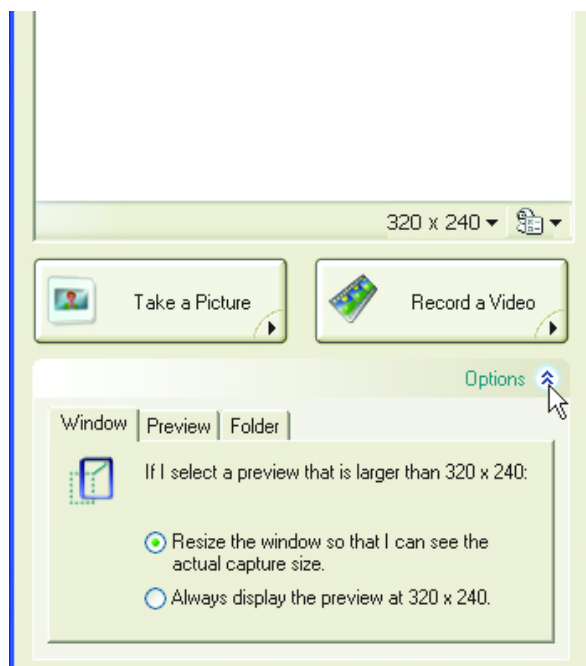 320 x 240
Take a Picture
Record a Video
Options
Window
Preview
Folder
If I select a preview that is larger than 320 x 240:
Resize the window so that I can see the
actual capture size.
Always display the preview at 320 x 240.